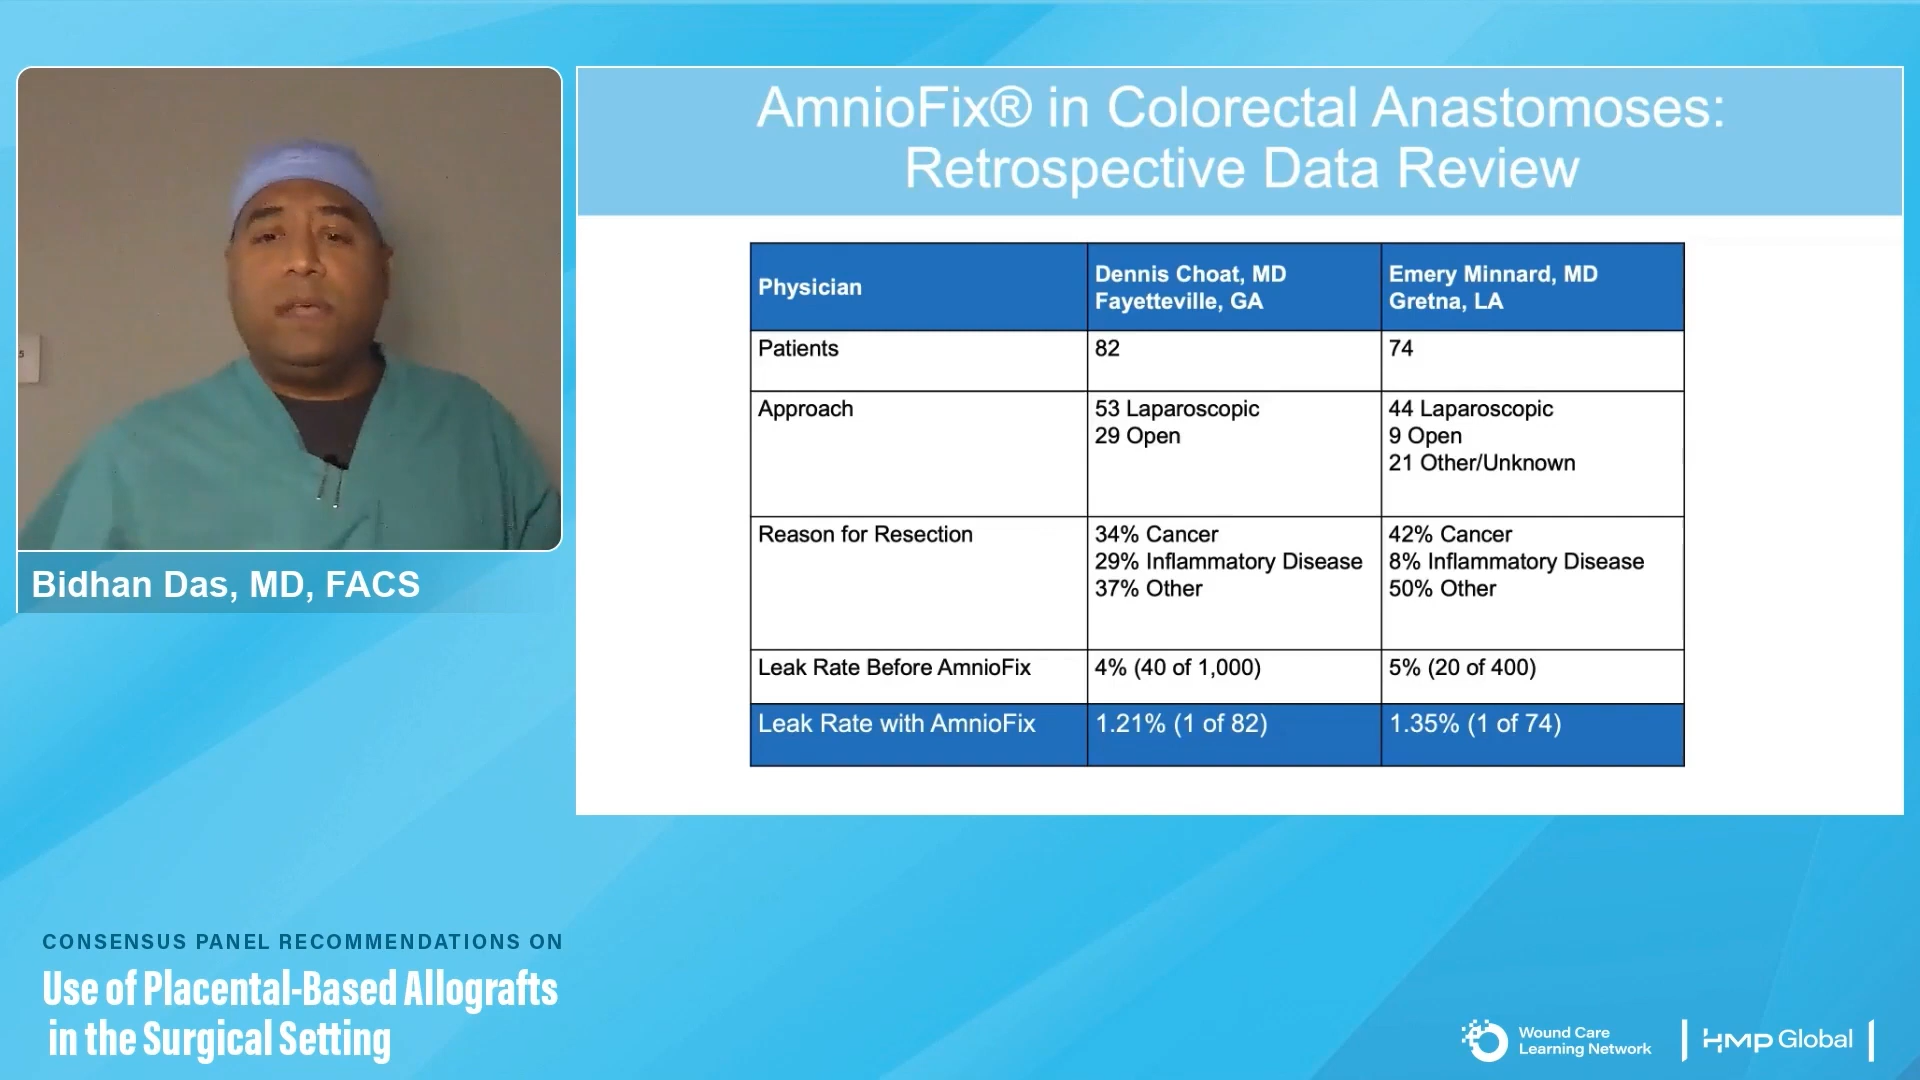 AmnioFix® in Colorectal Anastomoses:
Retrospective Data Review
Physician
Dennis Choat, MD
Fayetteville, GA
Emery Minnard, MD
Gretna, LA
Patients
82
74
Approach
53 Laparoscopic
29 Open
44 Laparoscopic
9 Open
21 Other/Unknown
Reason for Resection
34% Cancer
29% Inflammatory Disease
37% Other
42% Cancer
8% Inflammatory Disease
50% Other
Leak Rate Before AmnioFix
4% (40 of 1,000)
5% (20 of 400)
Leak Rate with AmnioFix
1.21% (1 of 82)
1.35% (1 of 74)
5
Bidhan Das, MD, FACS
CONSENSUS PANEL RECOMMENDATIONS ON
Use of Placental-Based Allografts
in the Surgical Setting
Wound Care
Learning Network
HMP Global